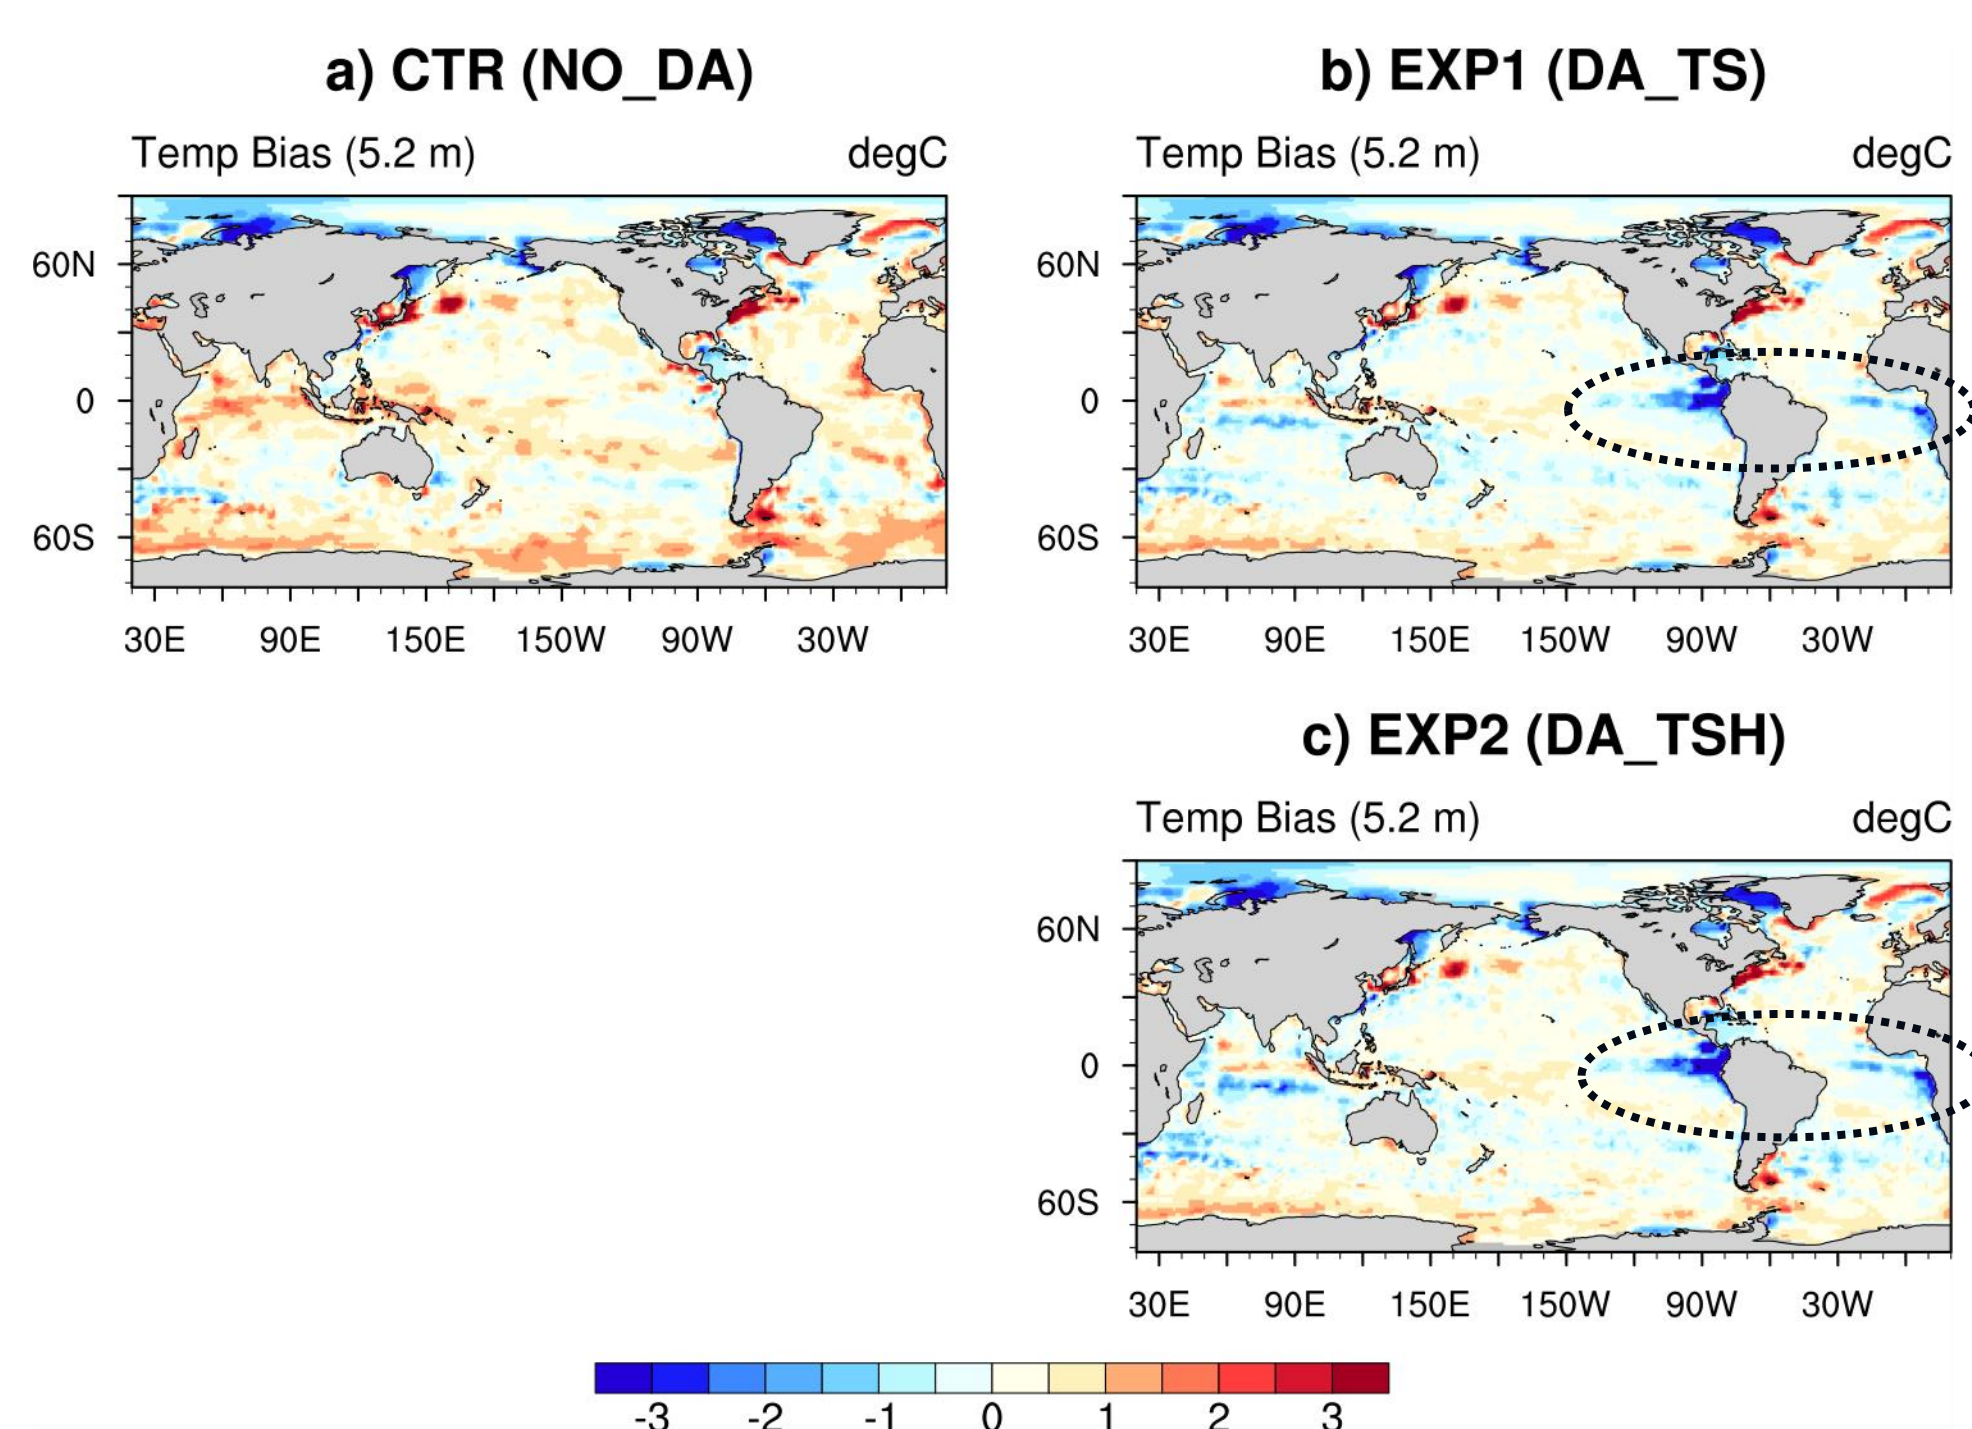 a) CTR (NO_DA)
Temp Bias (5.2 m) degC
60N
0
60S
30E 90E 150E 150W 90W 30W
b) EXP1 (DA_TS)
Temp Bias (5.2 m) degC
60N
0
60S
30E 90E 150E 150W 90W 30W
c) EXP2 (DA_TSH)
Temp Bias (5.2 m) degC
60N
0
60S
30E 90E 150E 150W 90W 30W
-3 -2 -1 0 1 2 3